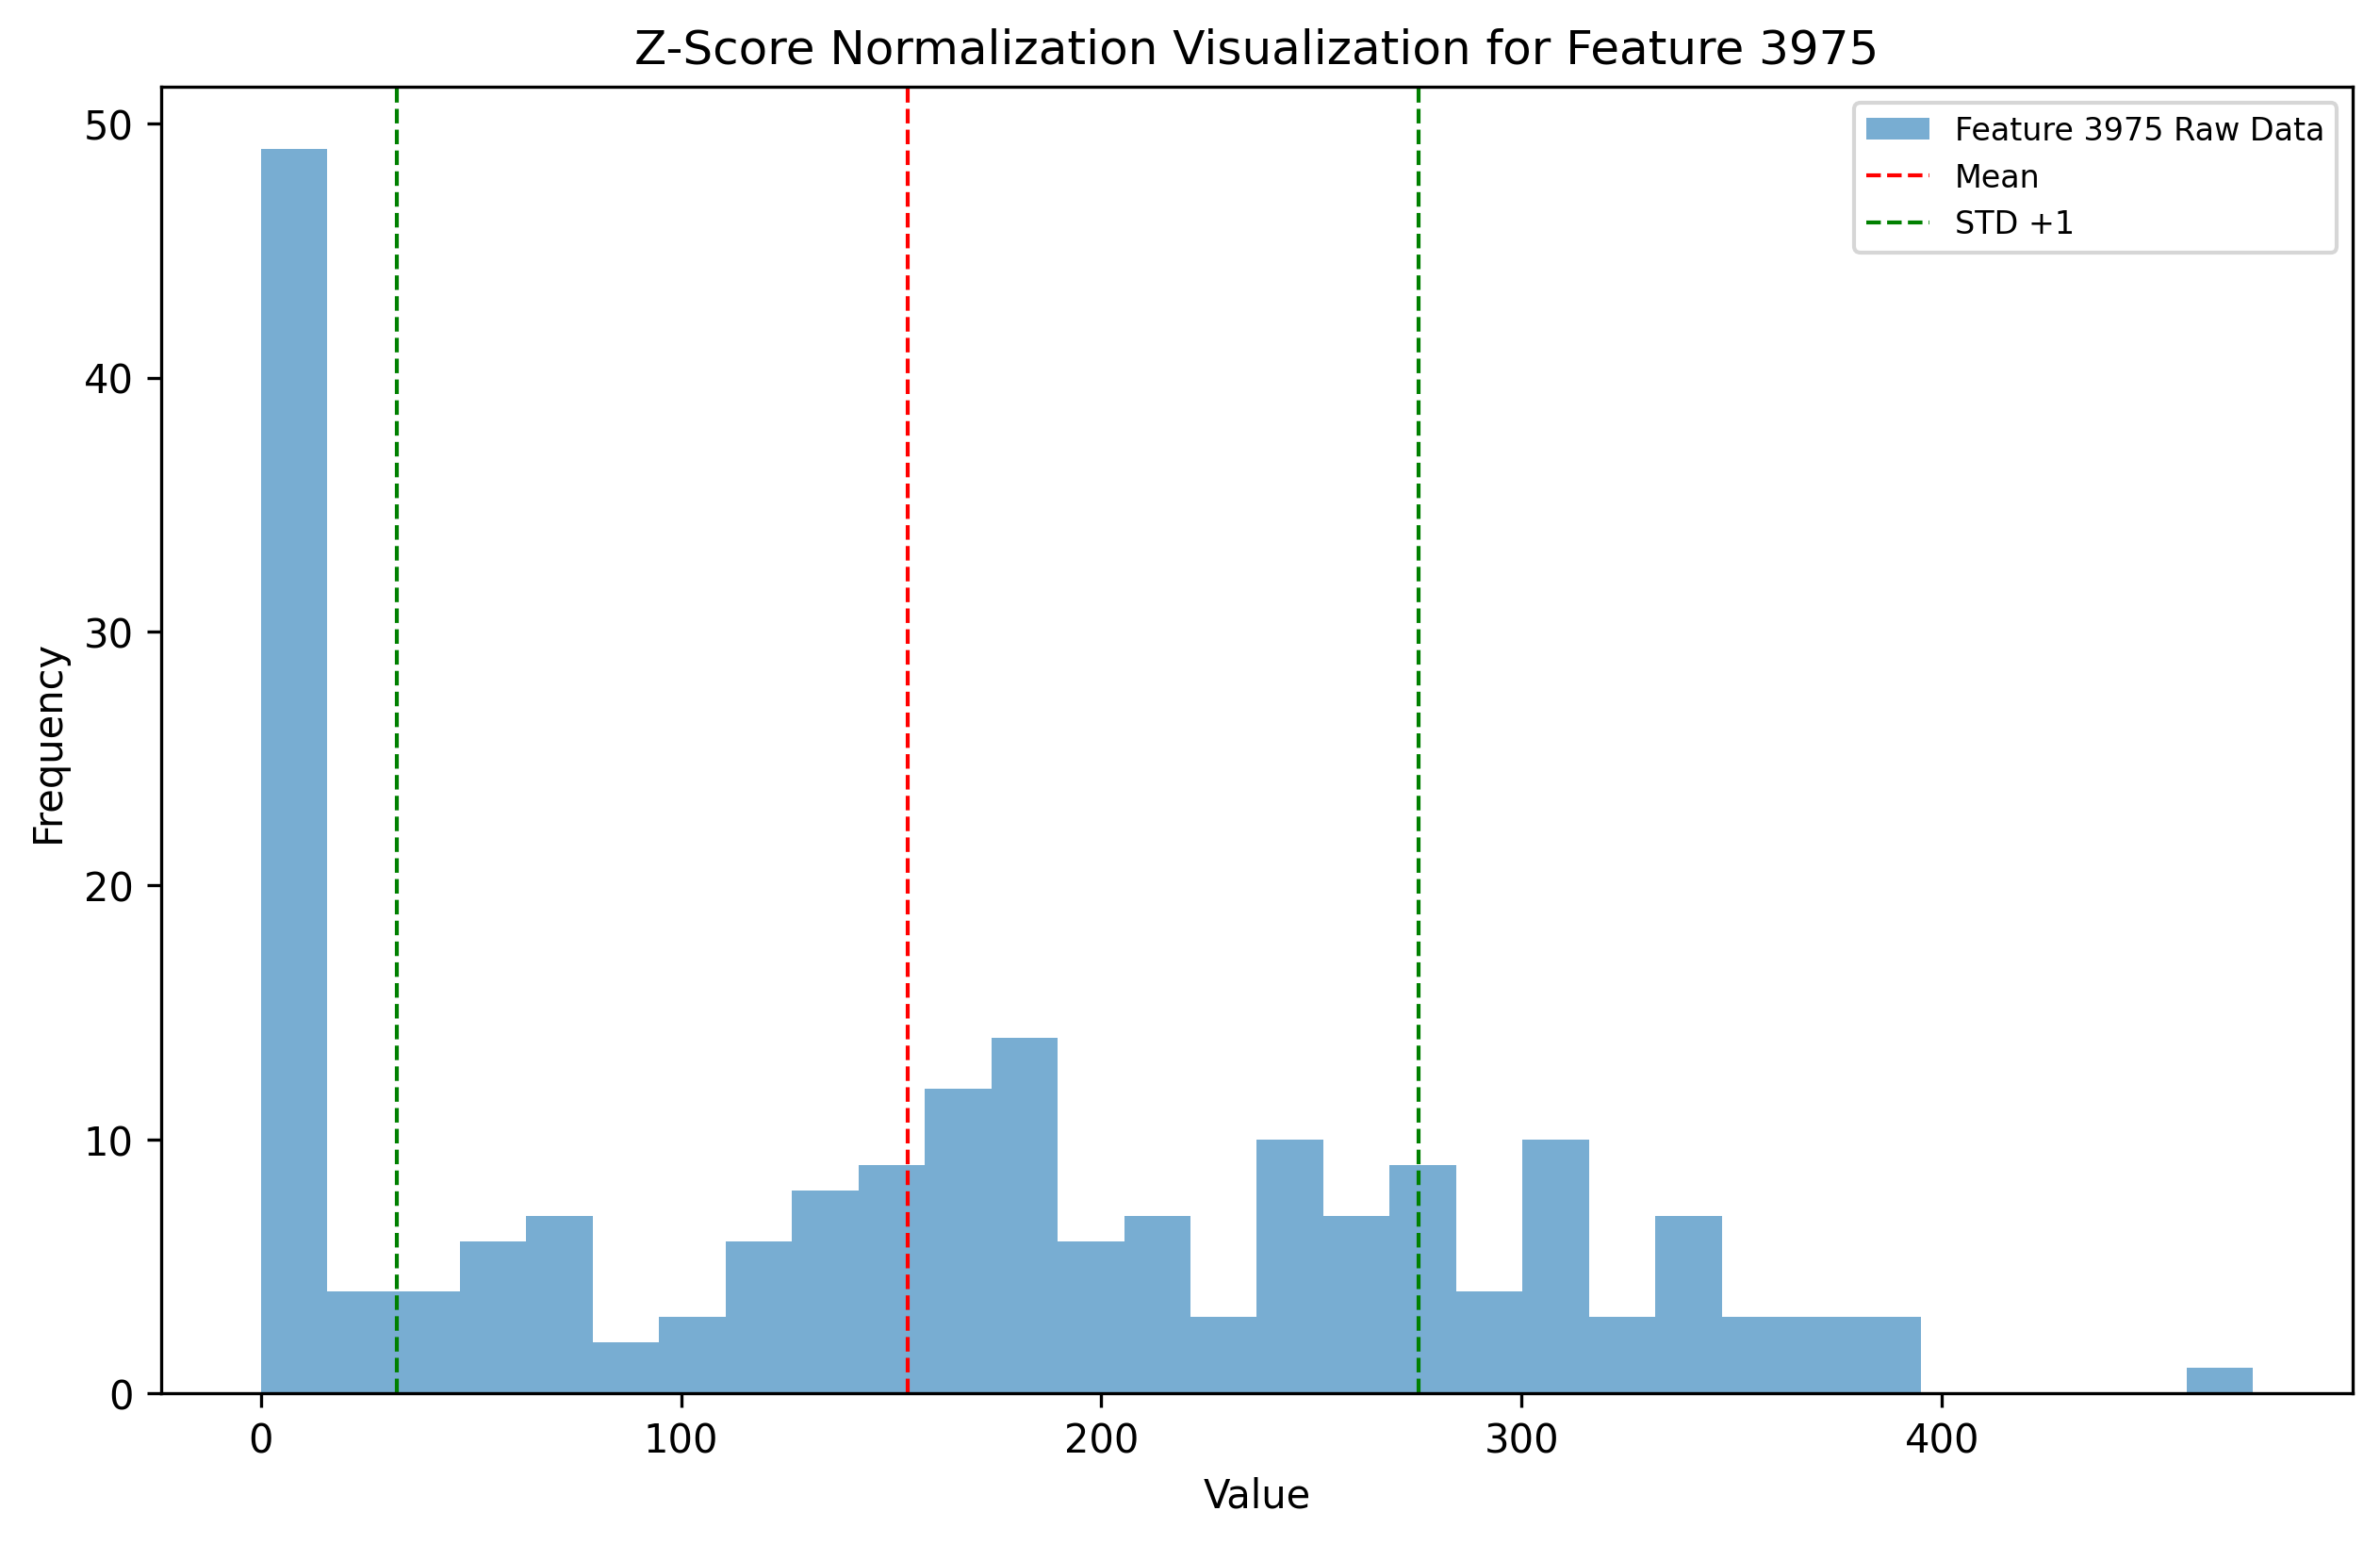 Z-Score Normalization Visualization for Feature 3975
Feature 3975 Raw Data
Mean
STD +1
50
40
30
20
10
0
Frequency
0 100 200 300 400
Value